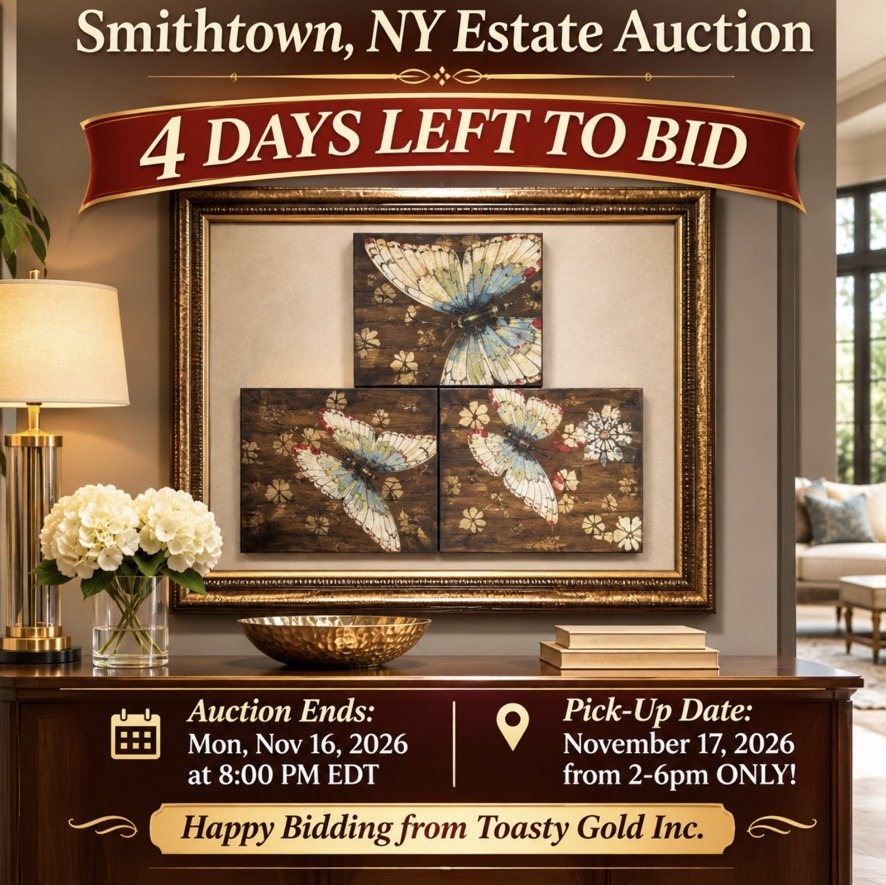 Smithtown, NY Estate Auction
4 DAYS LEFT TO BID
Auction Ends:
Mon, Nov 16, 2026
at 8:00 PM EDT
Pick-Up Date:
November 17, 2026
from 2-6pm ONLY!
Happy Bidding from Toasty Gold Inc.